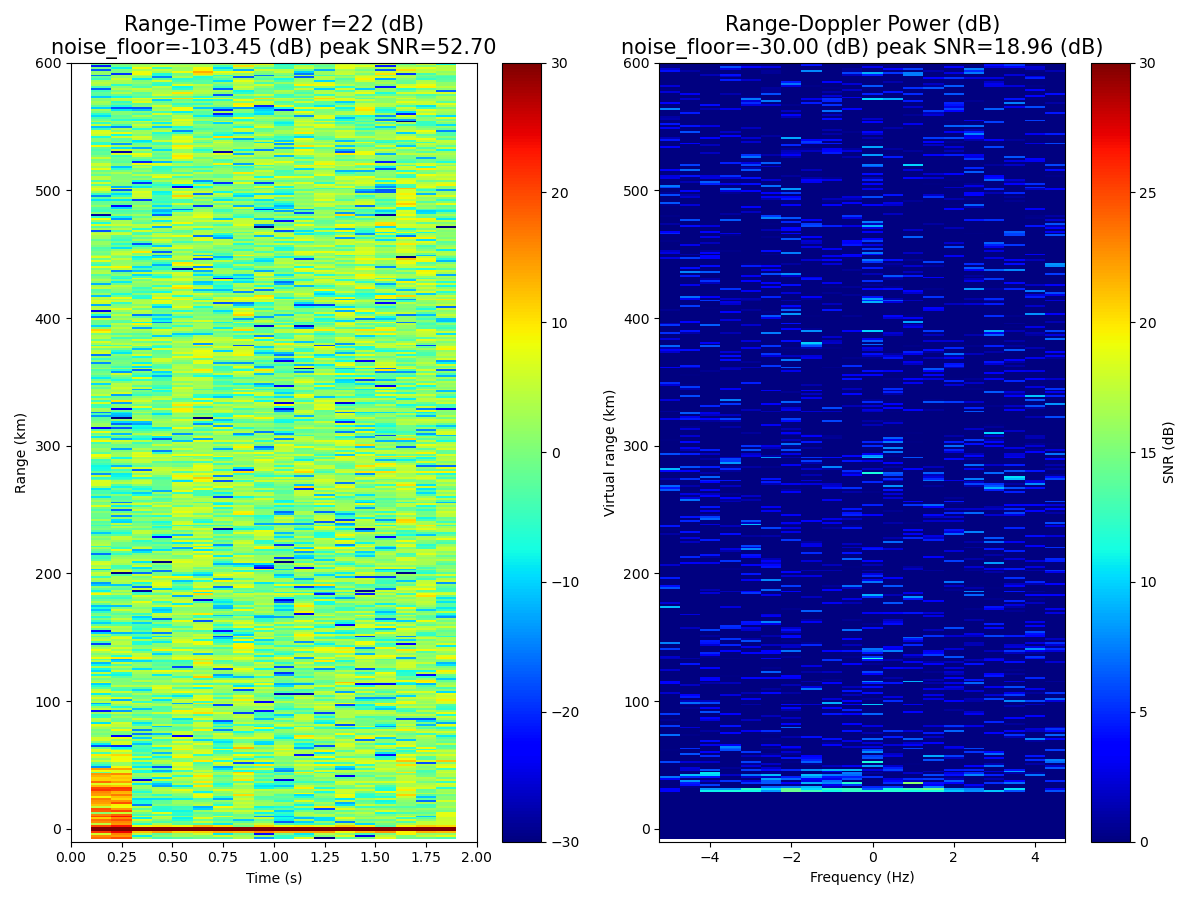 Range-Time Power f=22 (dB)
noise_floor=-103.45 (dB) peak SNR=52.70
Range-Doppler Power (dB)
noise_floor=-30.00 (dB) peak SNR=18.96 (dB)
600
500
400
300
200
100
0
Range (km)
0.00 0.25 0.50 0.75 1.00 1.25 1.50 1.75 2.00
Time (s)
30
20
10
0
−10
−20
−30
600
500
400
300
200
100
0
Virtual range (km)
−4 −2 0 2 4
Frequency (Hz)
30
25
20
15
10
5
0
SNR (dB)